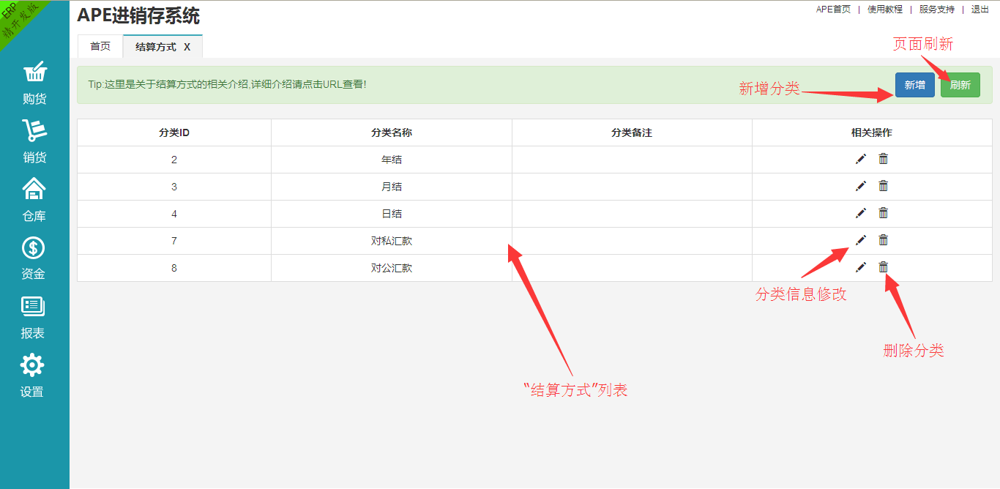 ERP
精开发版
APE进销存系统
APE首页 | 使用教程 | 服务支持 | 退出
首页
结算方式 X
页面刷新
Tip:这里是关于结算方式的相关介绍,详细介绍请点击URL查看!
新增分类
新增
刷新
购货
销货
仓库
资金
报表
设置
分类ID 分类名称 分类备注 相关操作
2 年结
3 月结
4 日结
7 对私汇款
8 对公汇款
分类信息修改
删除分类
“结算方式”列表